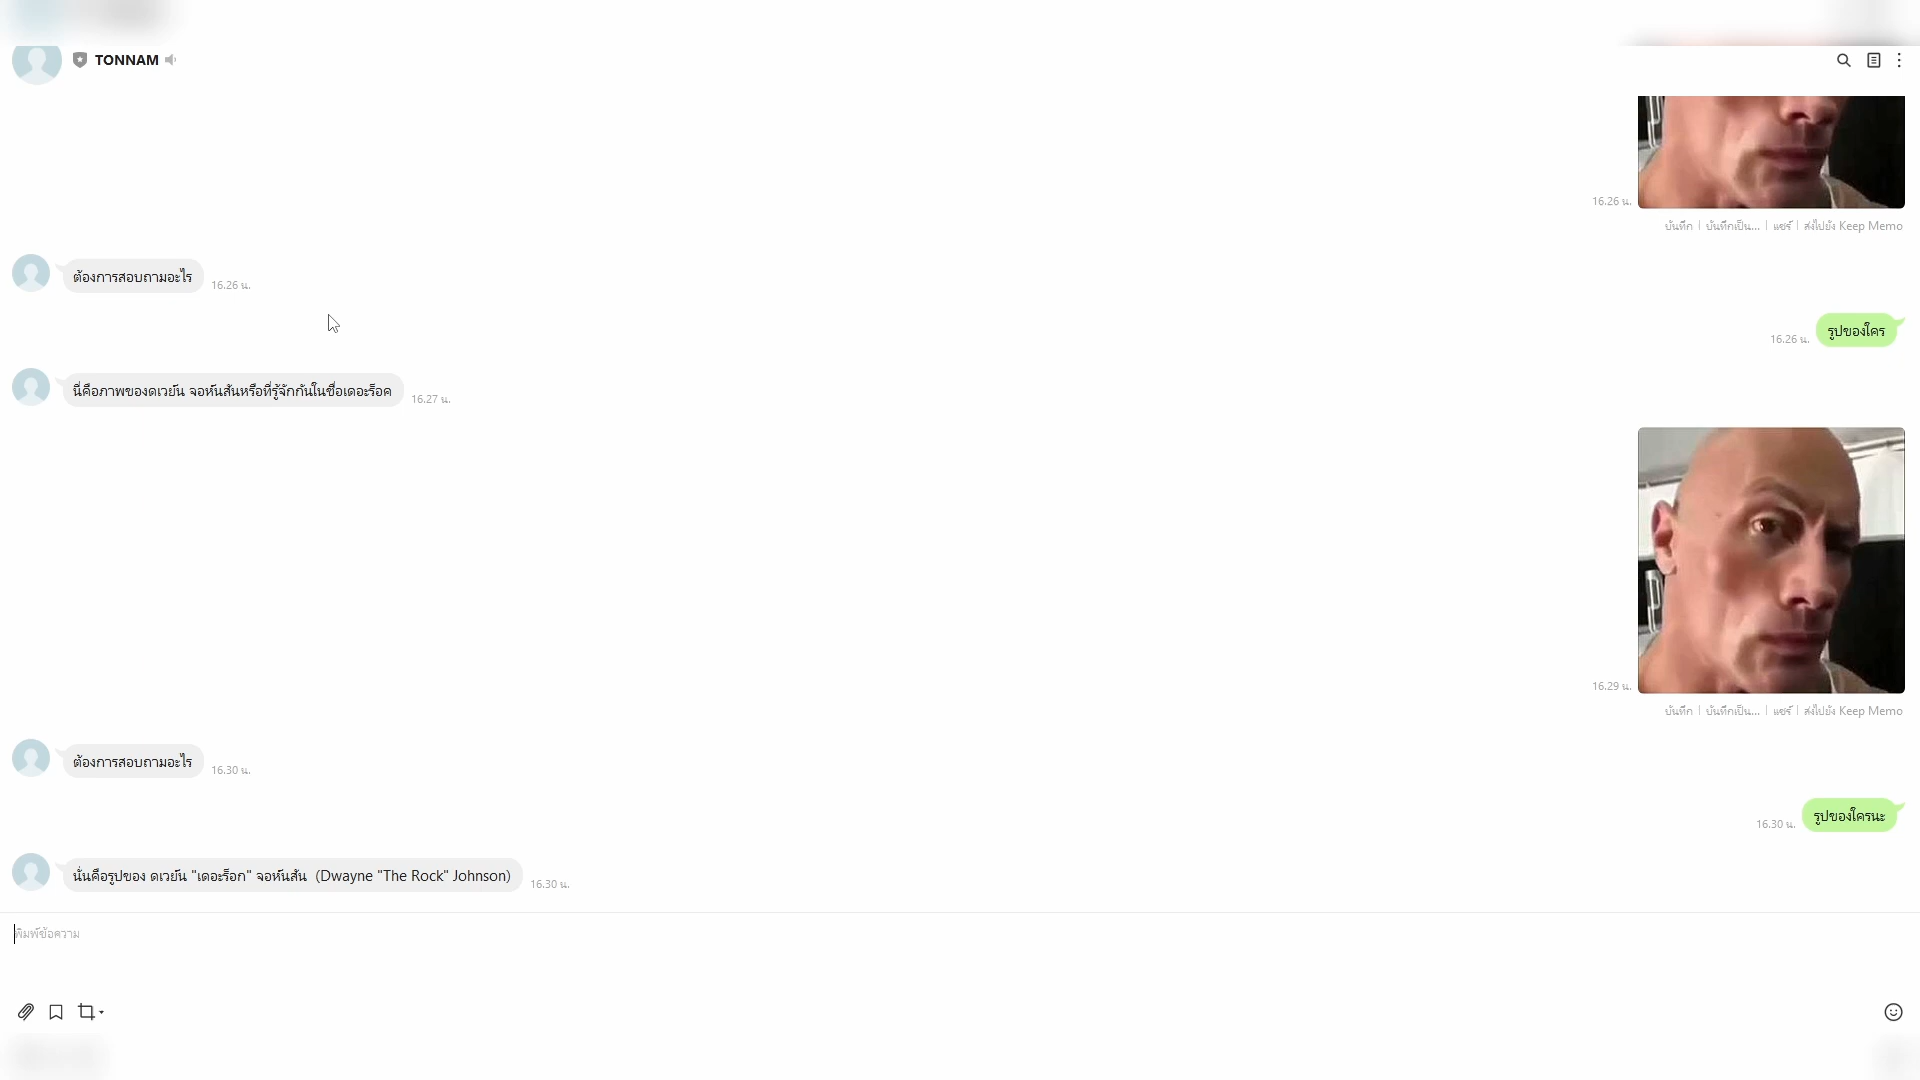 TONNAM
16.26 น.
บันทึก | บันทึกเป็น... | แชร์ | ส่งไปยัง Keep Memo
ต้องการสอบถามอะไร
16.26 น.
16.26 น.
รูปของใคร
นี่คือภาพของดเวย์น จอห์นสันหรือที่รู้จักกันในชื่อเดอะร็อค
16.27 น.
16.29 น.
บันทึก | บันทึกเป็น... | แชร์ | ส่งไปยัง Keep Memo
ต้องการสอบถามอะไร
16.30 น.
16.30 น.
รูปของใครนะ
นั่นคือรูปของ ดเวย์น "เดอะร็อก" จอห์นสัน (Dwayne "The Rock" Johnson)
16.30 น.
พิมพ์ข้อความ